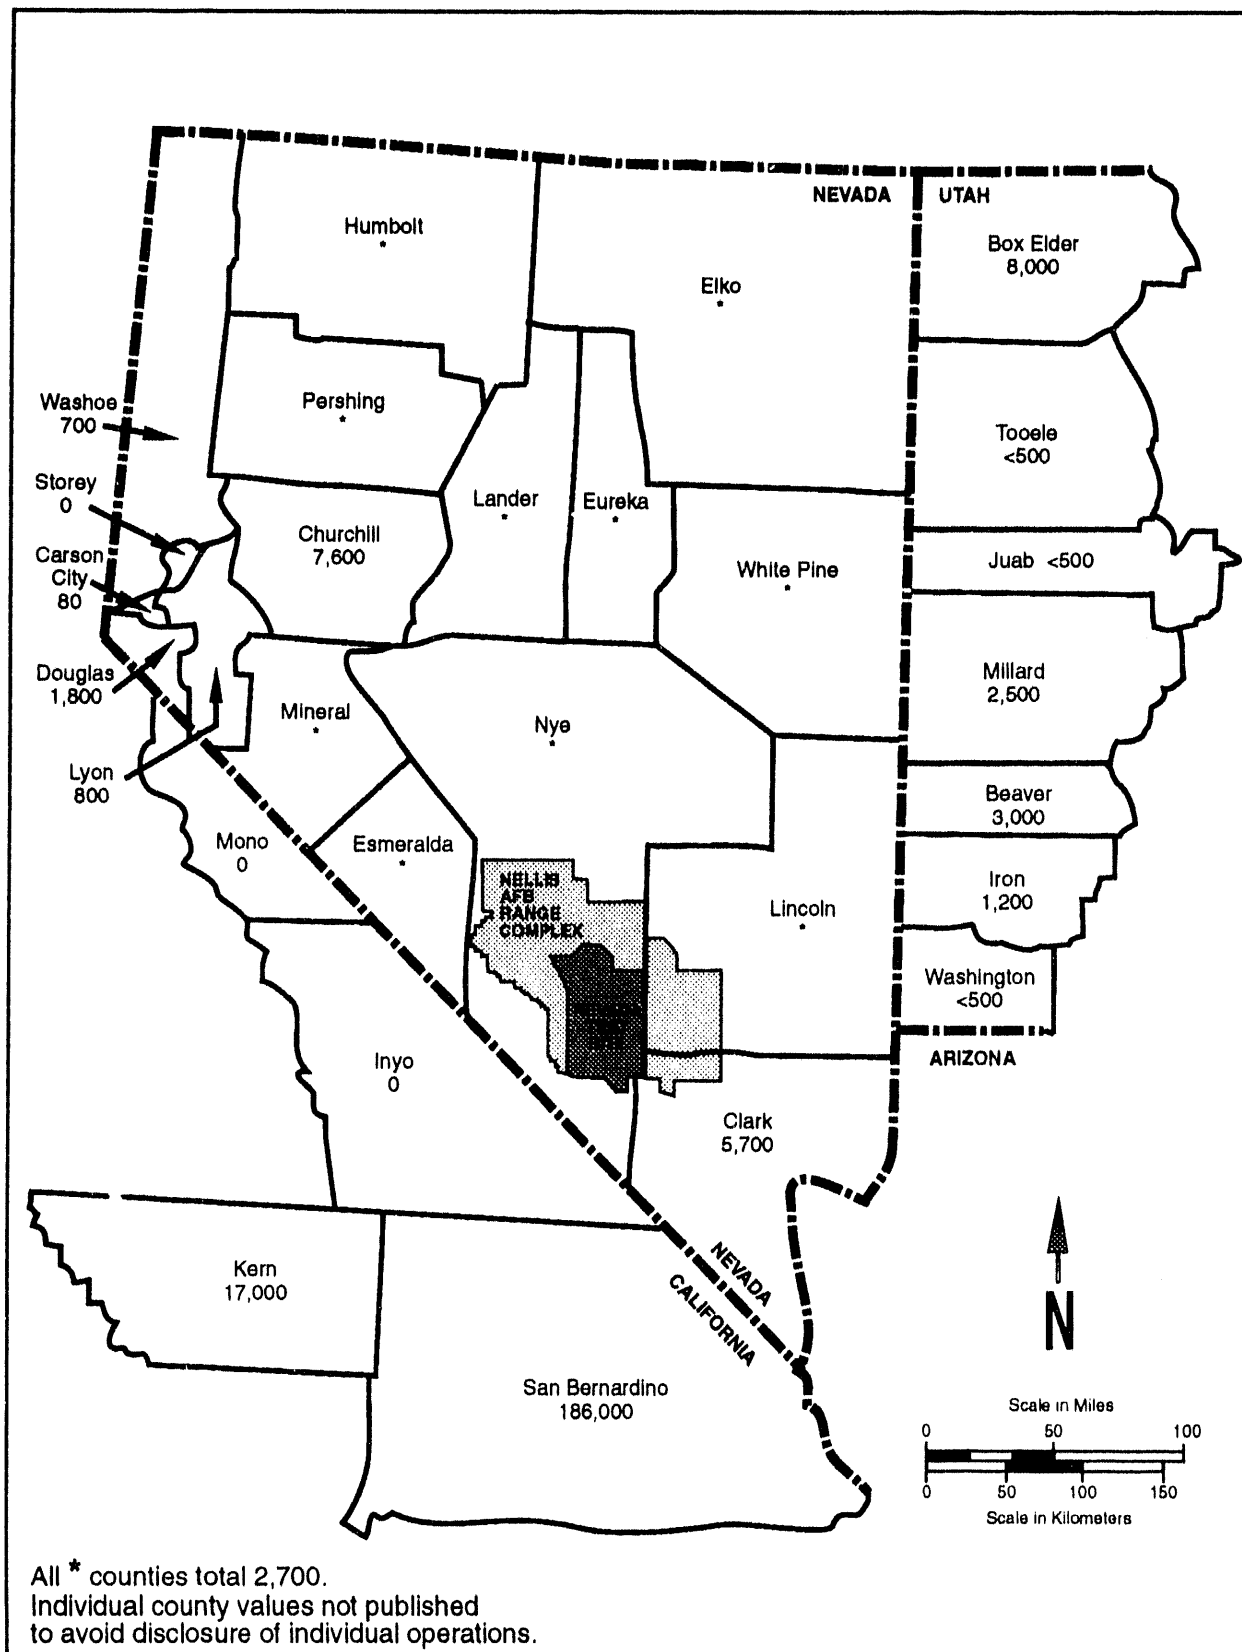 NEVADA
UTAH
Humbolt
*
Elko
*
Box Elder
8,000
Pershing
*
Washoe
700
Tooele
<500
Storey
0
Lander
*
Eureka
*
Churchill
7,600
Carson
City
80
White Pine
*
Juab <500
Douglas
1,800
Mineral
*
Nye
*
Millard
2,500
Lyon
800
Beaver
3,000
Mono
0
Esmeralda
*
NELLIS
AFB
RANGE
COMPLEX
Iron
1,200
Lincoln
*
Washington
<500
ARIZONA
Inyo
0
Clark
5,700
NEVADA
CALIFORNIA
Kern
17,000
N
San Bernardino
186,000
Scale in Miles
0 50 100
0 50 100 150
Scale in Kilometers
All * counties total 2,700.
Individual county values not published
to avoid disclosure of individual operations.